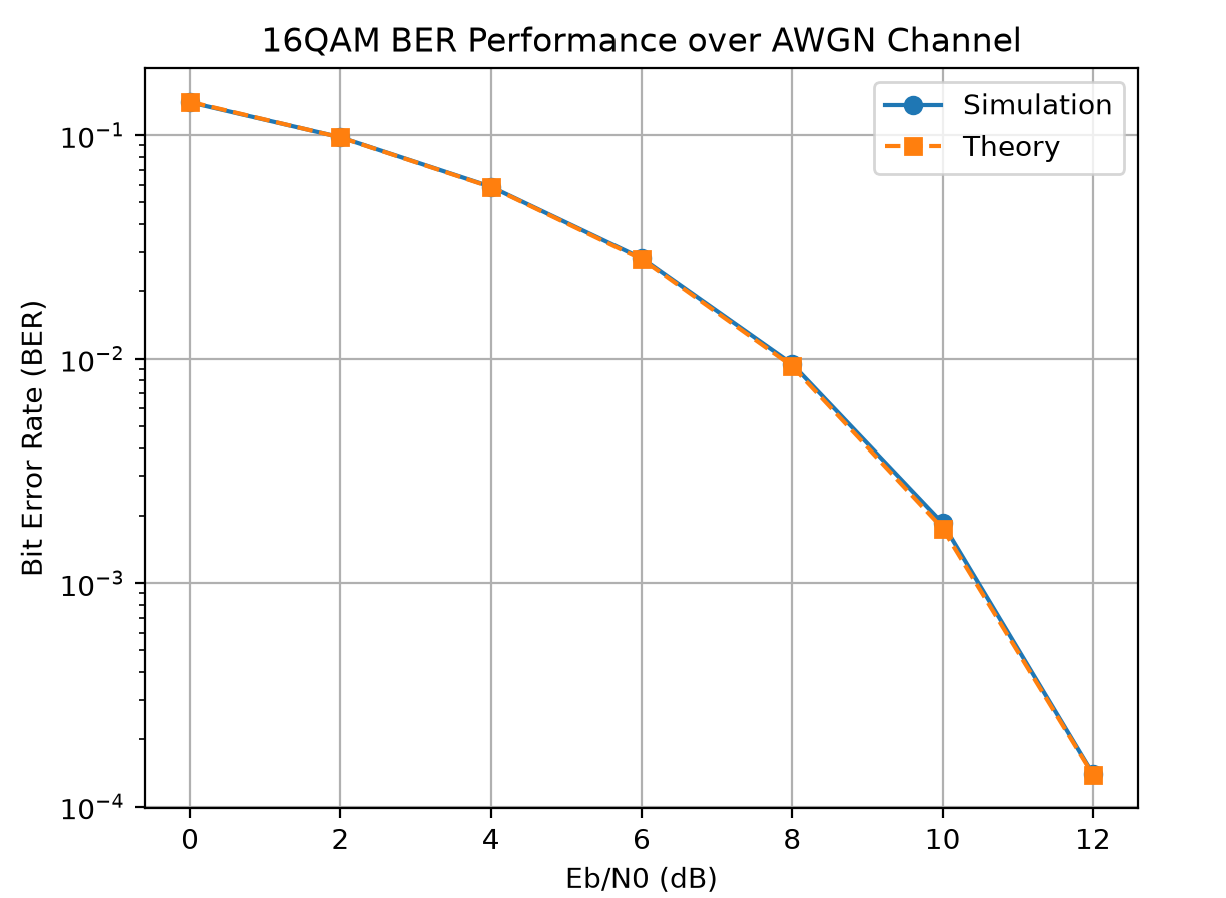 16QAM BER Performance over AWGN Channel
Simulation
Theory
Bit Error Rate (BER)
10⁻¹
10⁻²
10⁻³
10⁻⁴
0 2 4 6 8 10 12
Eb/N0 (dB)